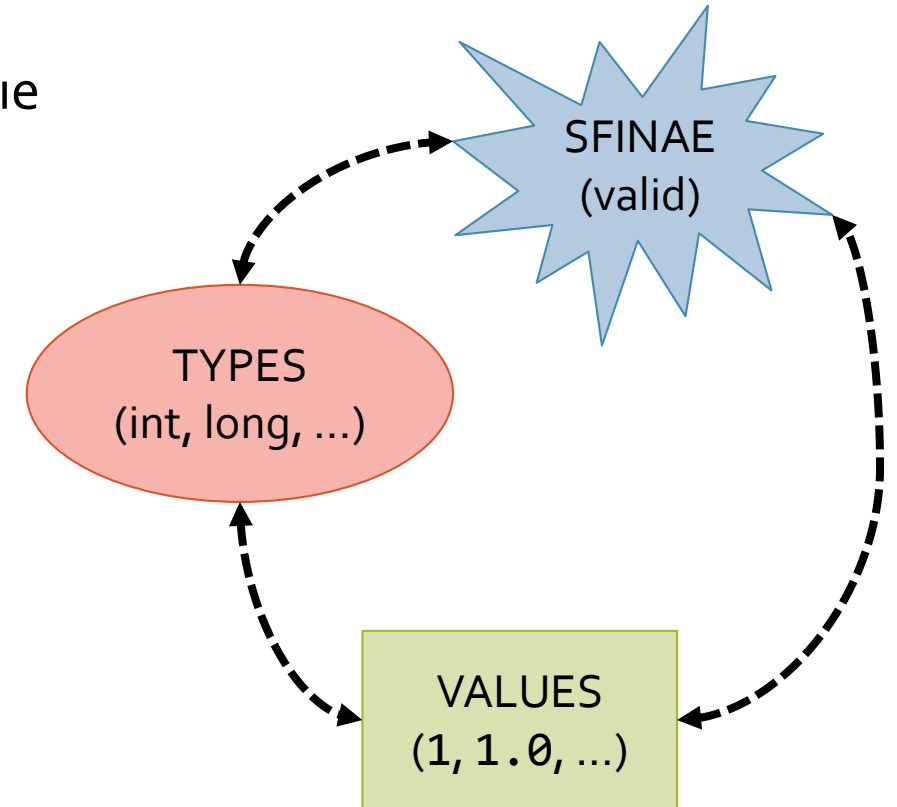 SFINAE
(valid)
TYPES
(int, long, ...)
VALUES
(1, 1.0, ...)